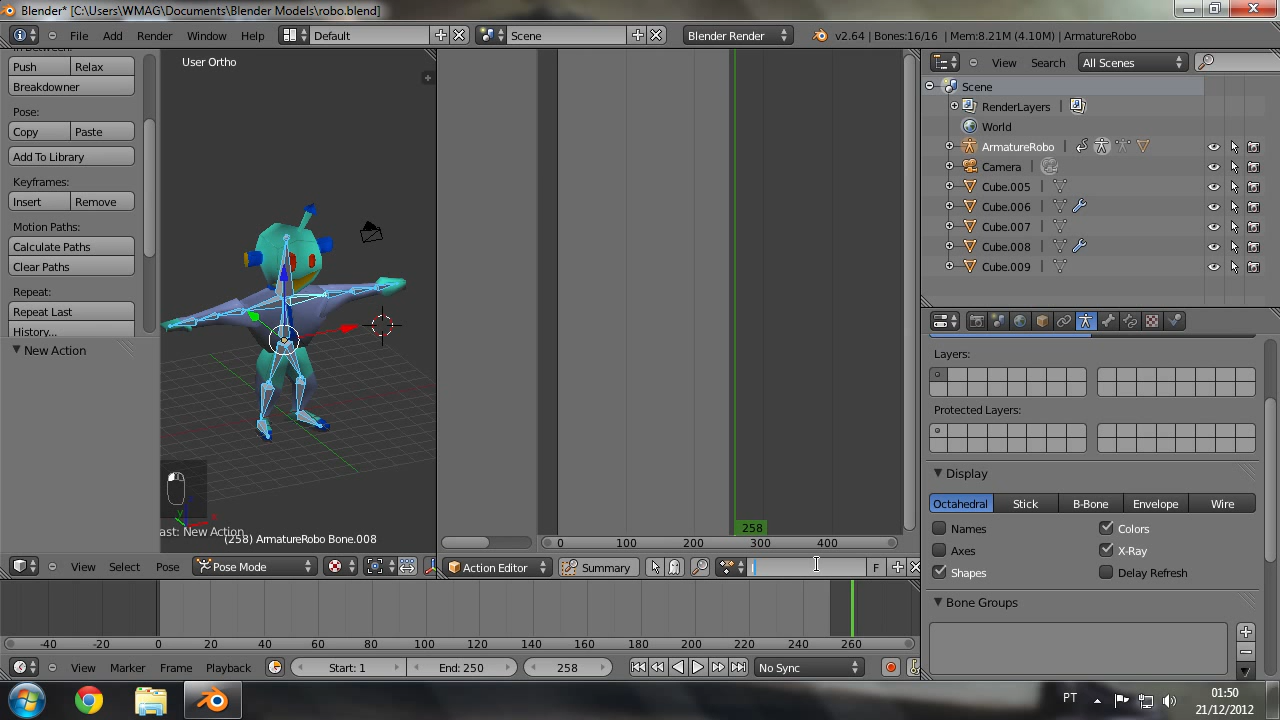 Blender* [C:\Users\WMAG\Documents\Blender Models\robo.blend]
File Add Render Window Help Default Scene Blender Render v2.64 | Bones:16/16 | Mem:8.21M (4.10M) | ArmatureRobo
Push Relax
Breakdowner
Pose:
Copy Paste
Add To Library
Keyframes:
Insert Remove
Motion Paths:
Calculate Paths
Clear Paths
Repeat:
Repeat Last
History...
New Action
User Ortho
ast: New Action
(258) ArmatureRobo Bone.008
View Select Pose Pose Mode
258
0 100 200 300 400
Action Editor Summary F
View Search All Scenes
Scene
RenderLayers |
World
ArmatureRobo |
Camera |
Cube.005 |
Cube.006 |
Cube.007 |
Cube.008 |
Cube.009 |
Layers:
Protected Layers:
Display
Octahedral Stick B-Bone Envelope Wire
Names Colors
Axes X-Ray
Shapes Delay Refresh
Bone Groups
-40 -20 0 20 40 60 80 100 120 140 160 180 200 220 240 260
View Marker Frame Playback Start: 1 End: 250 258 No Sync
PT 01:50
21/12/2012